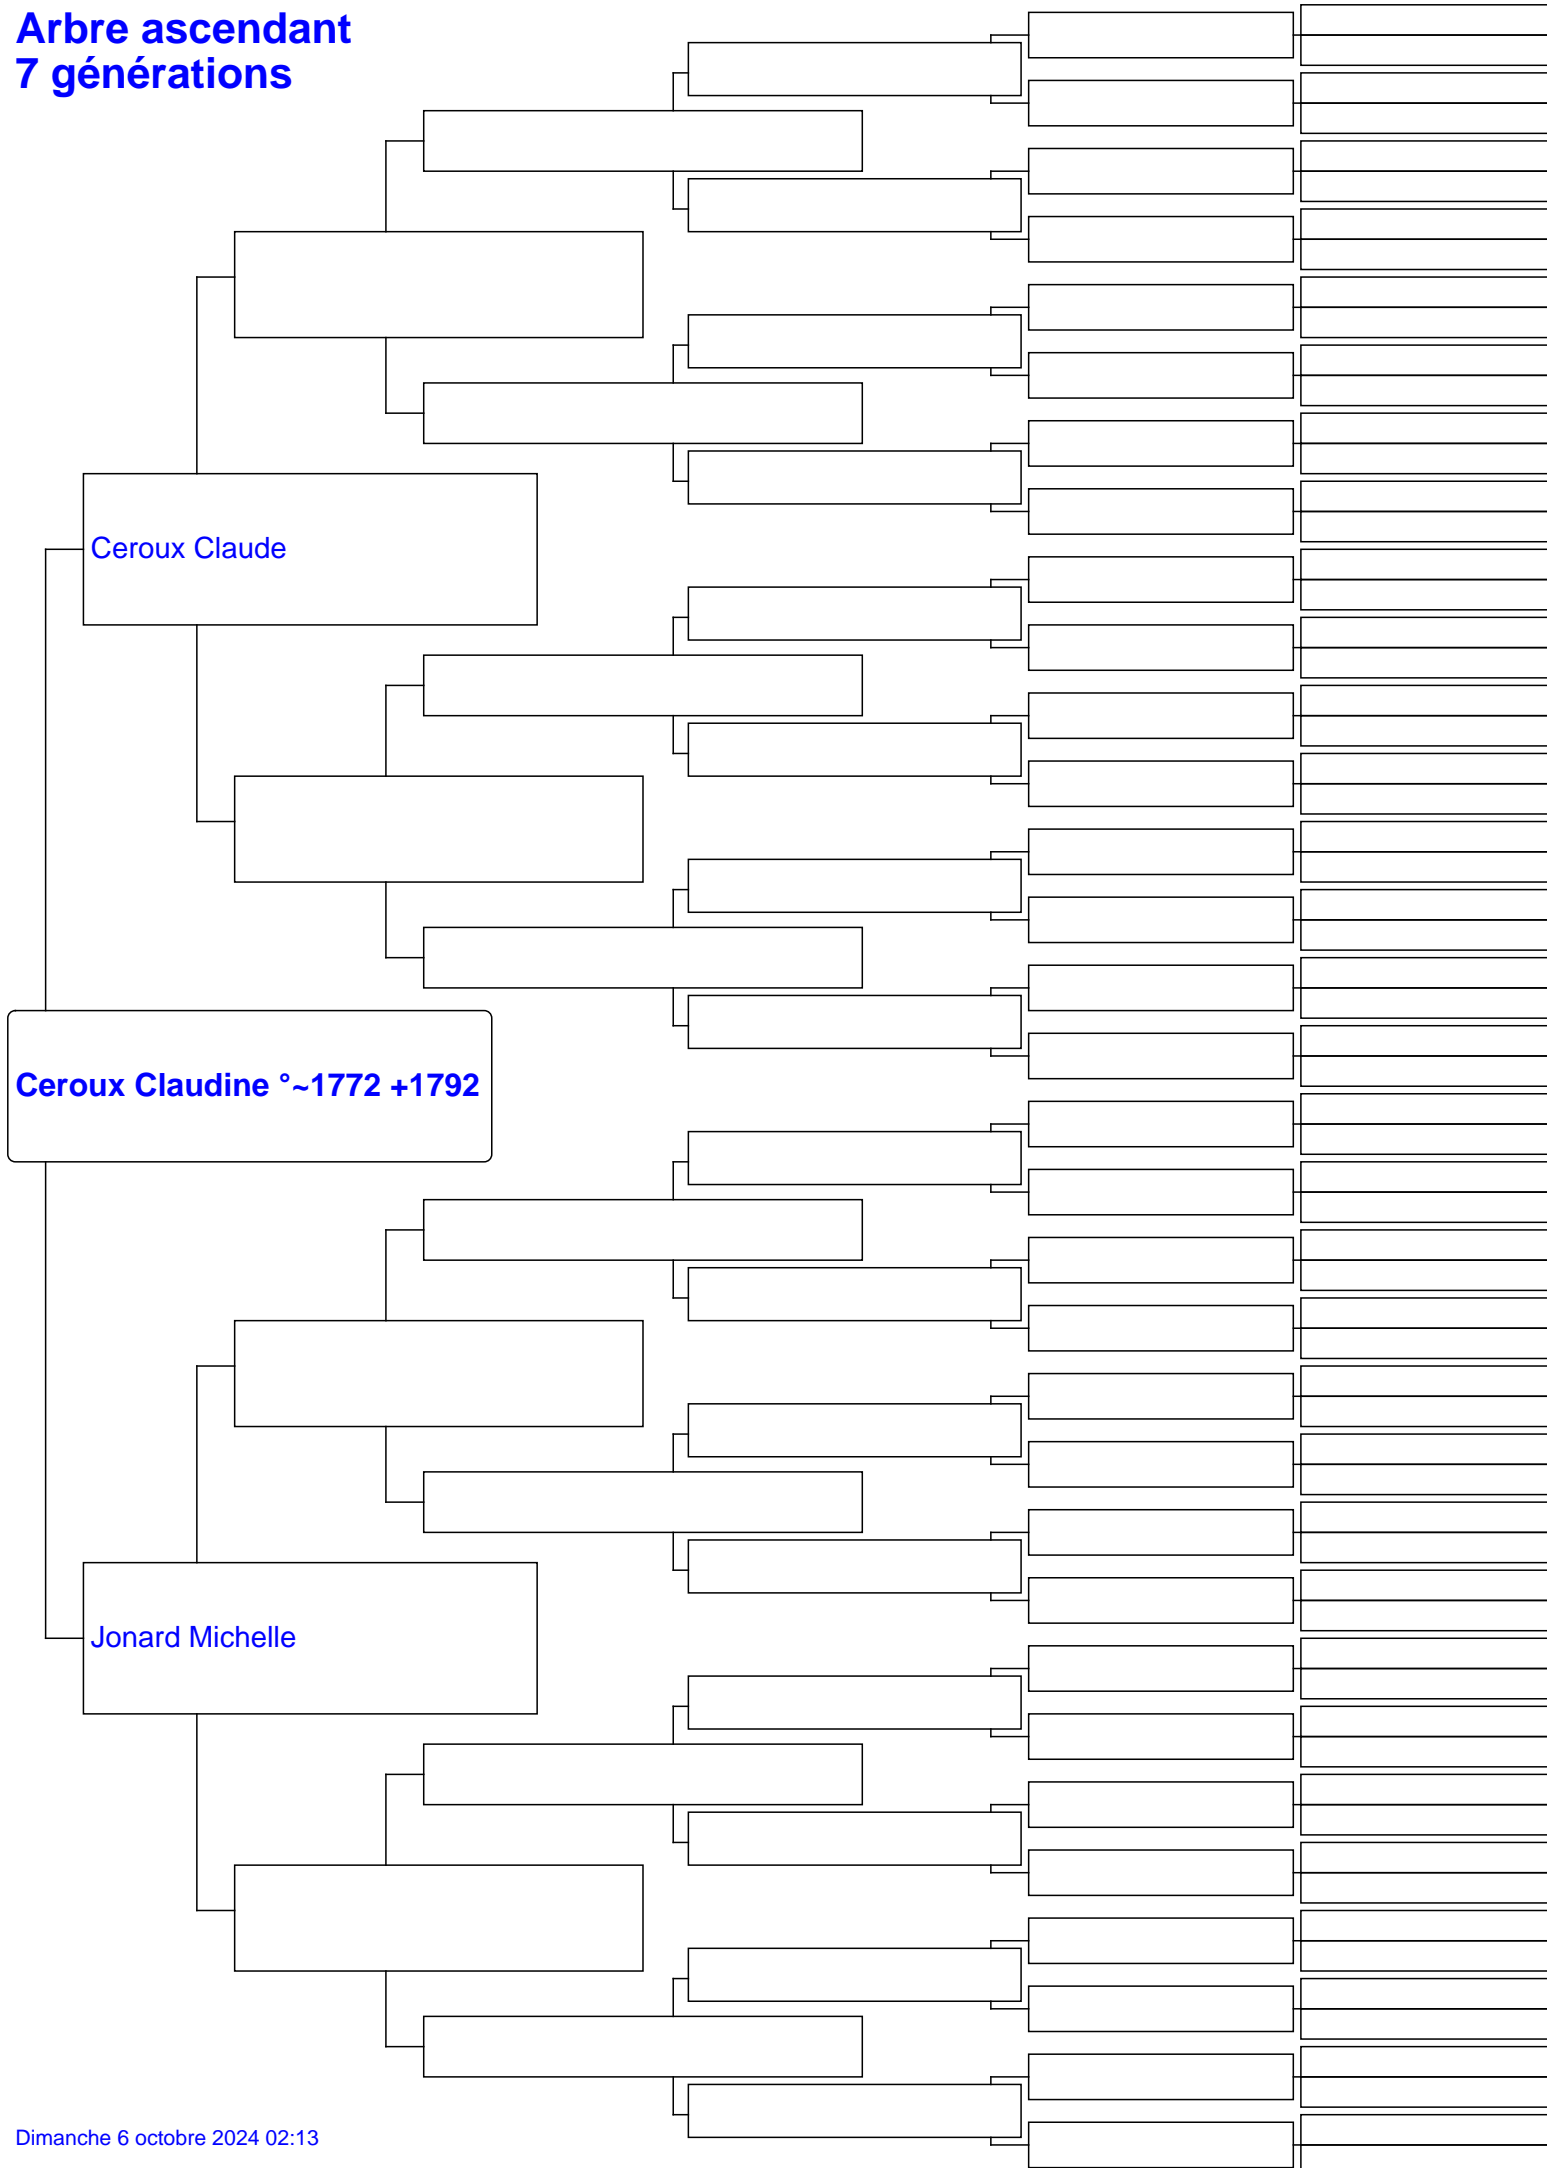 Arbre ascendant
7 générations
Ceroux Claude
Ceroux Claudine °~1772 +1792
Jonard Michelle
Dimanche 6 octobre 2024 02:13